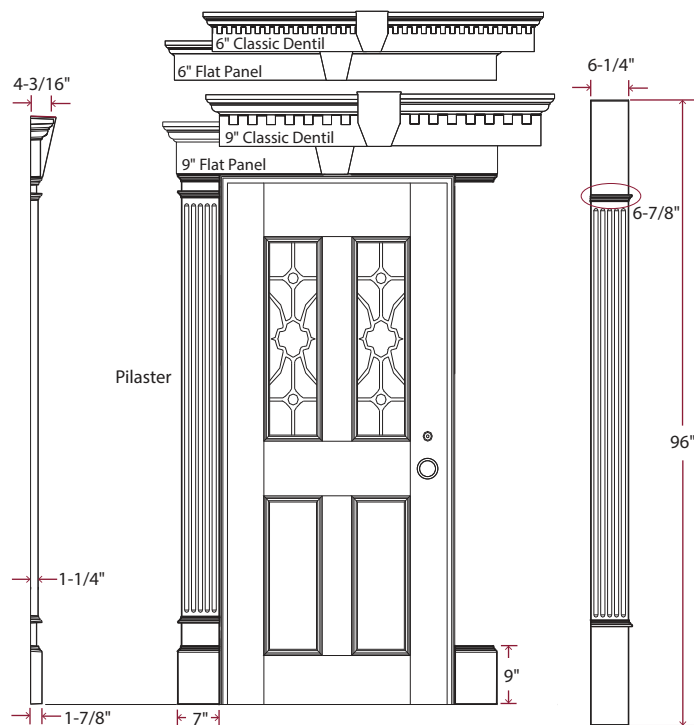 6" Classic Dentil
6" Flat Panel
4-3/16"
6-1/4"
9" Classic Dentil
9" Flat Panel
6-7/8"
Pilaster
96"
1-1/4"
9"
1-7/8"
7"